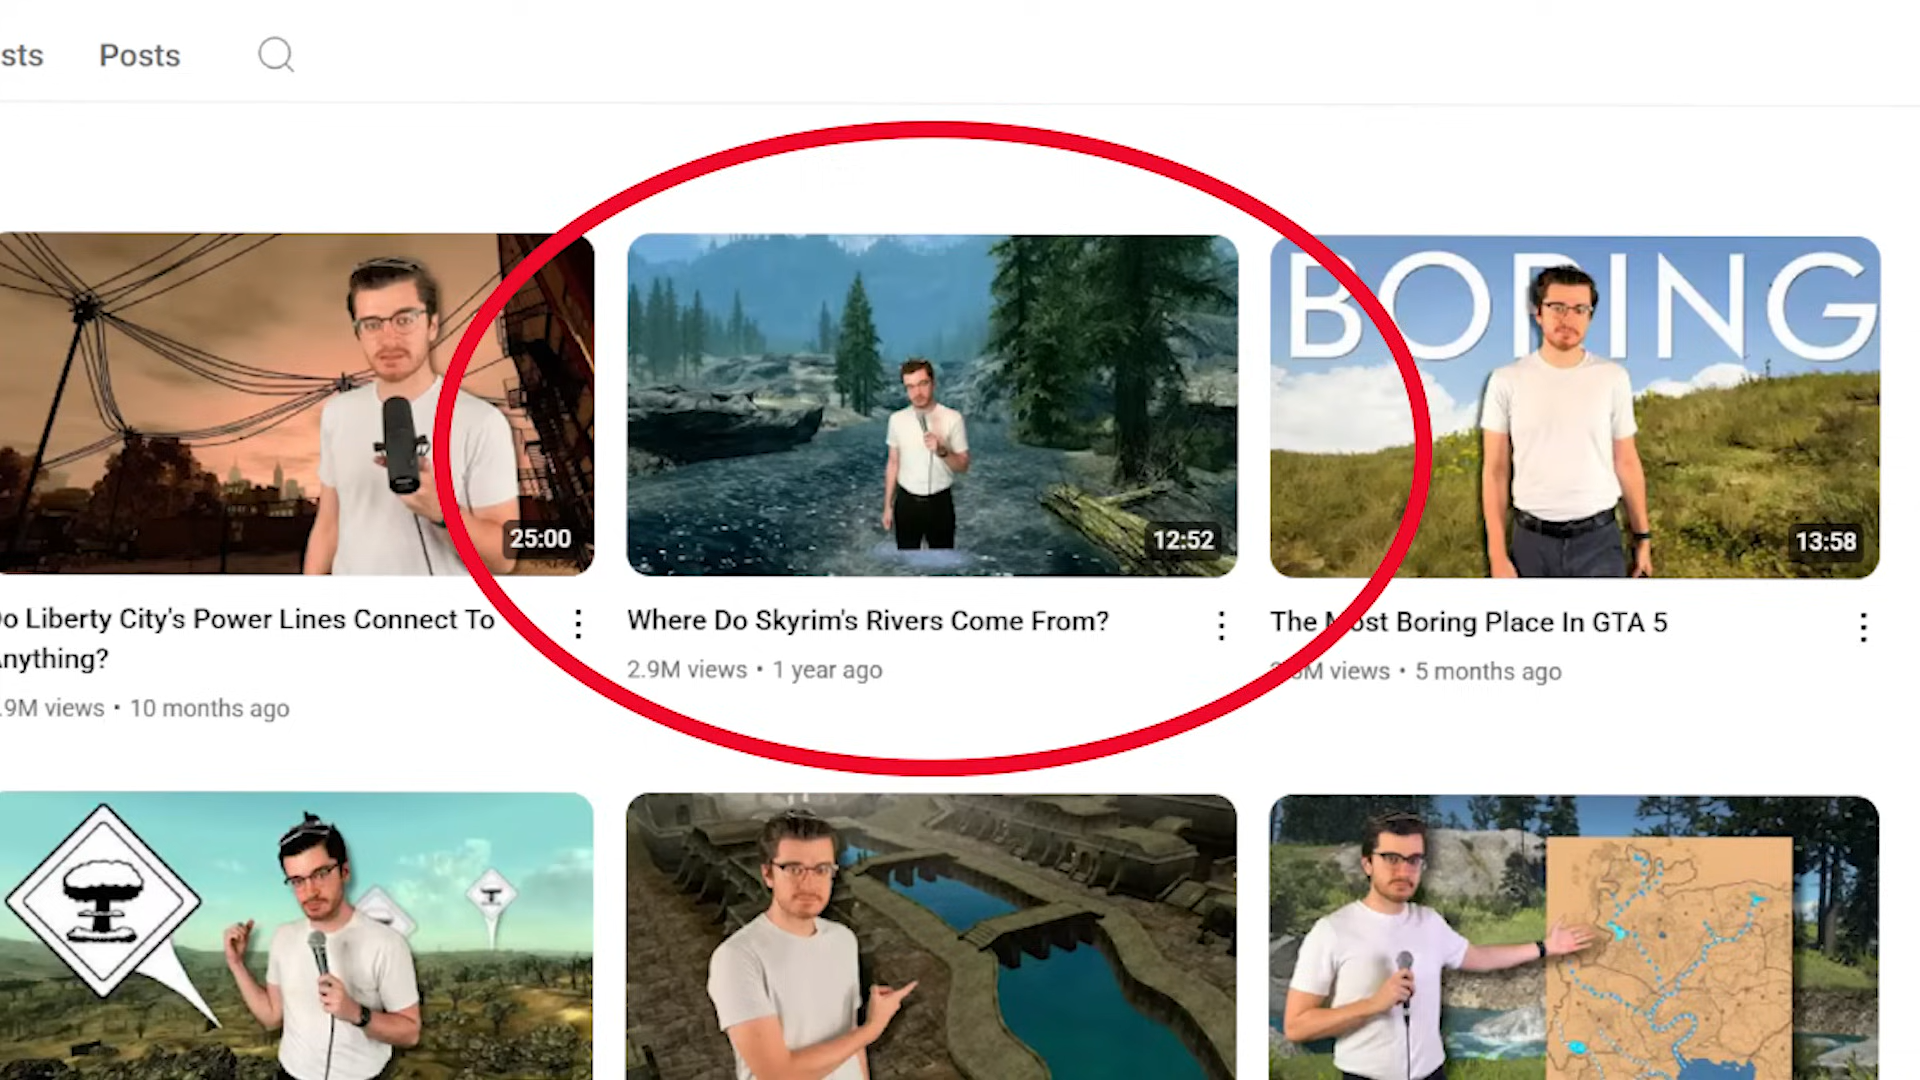 sts Posts
BORING
25:00
12:52
13:58
o Liberty City's Power Lines Connect To
nything?
.9M views • 10 months ago
Where Do Skyrim's Rivers Come From?
2.9M views • 1 year ago
The Most Boring Place In GTA 5
M views • 5 months ago